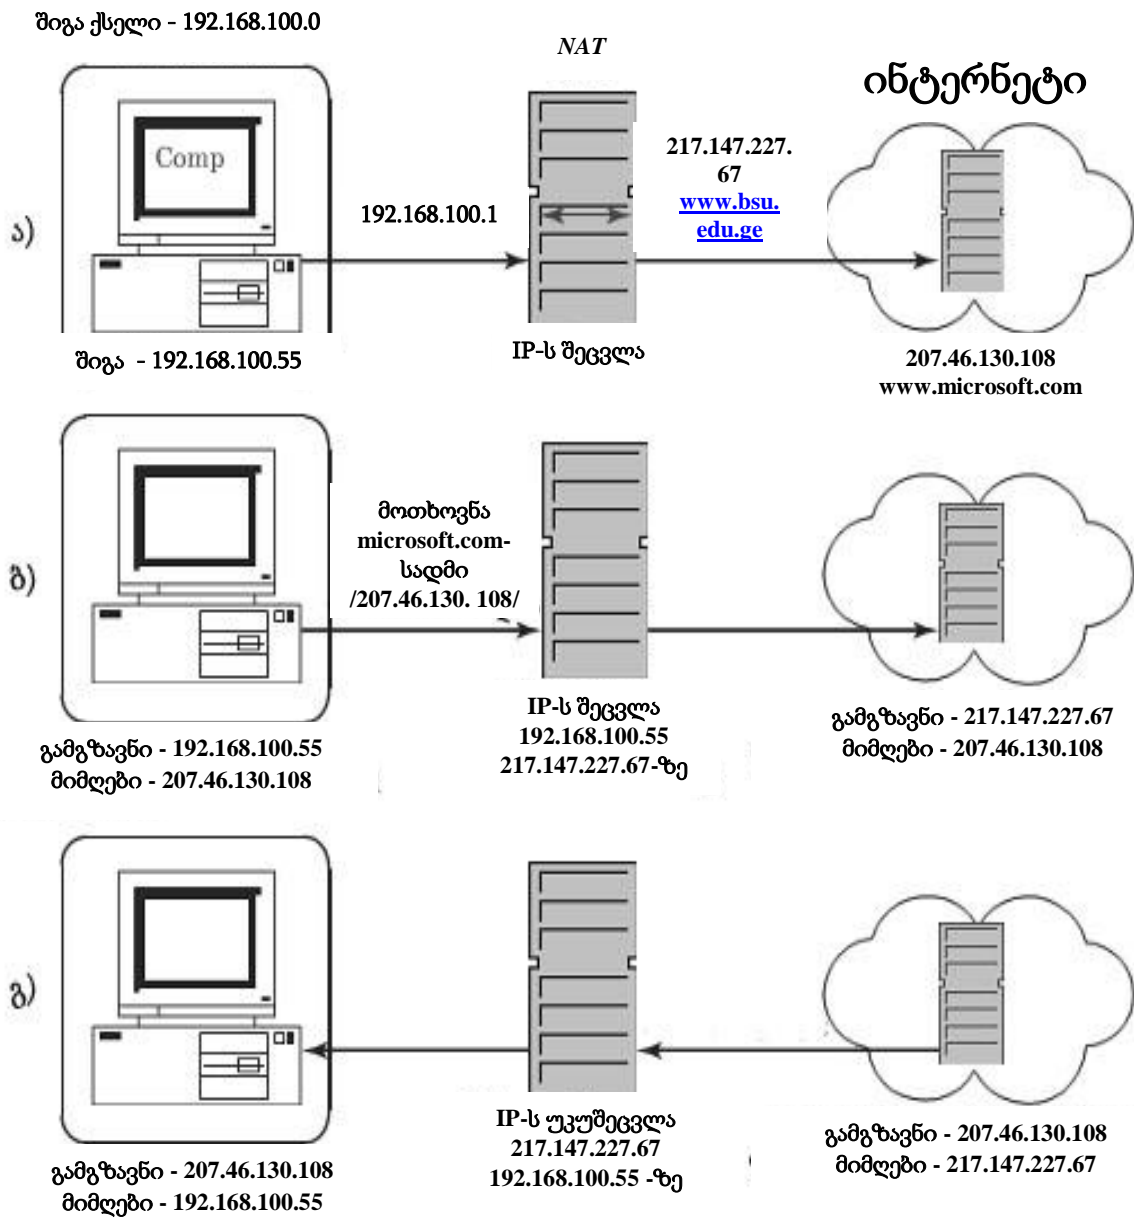 შიგა ქსელი - 192.168.100.0
NAT
ინტერნეტი
Comp
217.147.227.
67
www.bsu.
edu.ge
192.168.100.1
ა)
IP-ს შეცვლა
შიგა - 192.168.100.55
207.46.130.108
www.microsoft.com
მოთხოვნა
microsoft.com-
სადმი
/207.46.130. 108/
ბ)
IP-ს შეცვლა
192.168.100.55
217.147.227.67-ზე
გამგზავნი - 192.168.100.55
მიმღები - 207.46.130.108
გამგზავნი - 217.147.227.67
მიმღები - 207.46.130.108
გ)
IP-ს უკუშეცვლა
217.147.227.67
192.168.100.55 -ზე
გამგზავნი - 207.46.130.108
მიმღები - 192.168.100.55
გამგზავნი - 207.46.130.108
მიმღები - 217.147.227.67